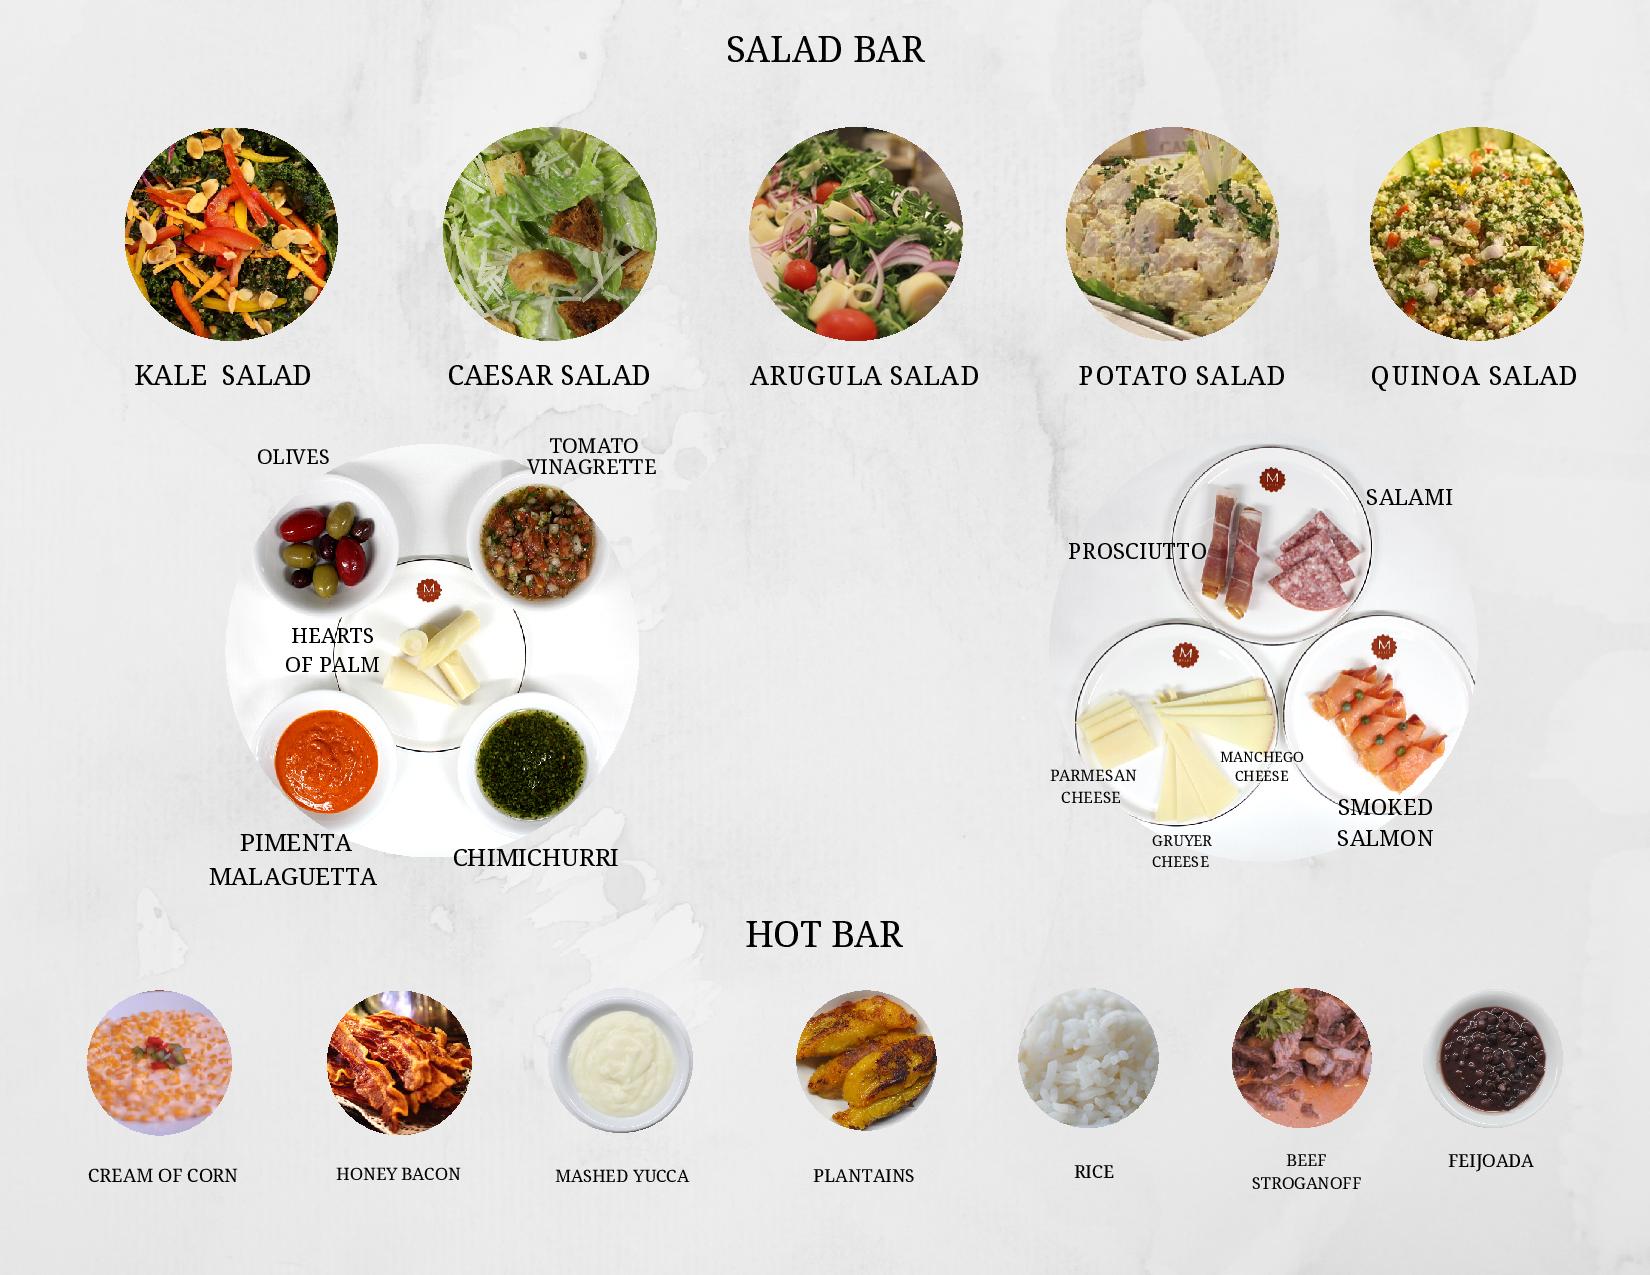 SALAD BAR
KALE SALAD
CAESAR SALAD
ARUGULA SALAD
POTATO SALAD
QUINOA SALAD
OLIVES
TOMATO
VINAGRETTE
HEARTS
OF PALM
PIMENTA
MALAGUETTA
CHIMICHURRI
SALAMI
PROSCIUTTO
PARMESAN
CHEESE
MANCHEGO
CHEESE
GRUYER
CHEESE
SMOKED
SALMON
M
M
M
M
HOT BAR
CREAM OF CORN
HONEY BACON
MASHED YUCCA
PLANTAINS
RICE
BEEF
STROGANOFF
FEIJOADA